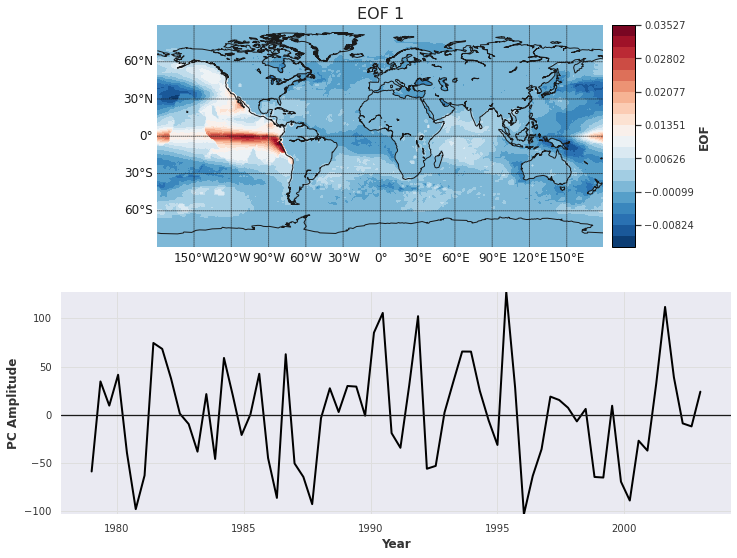 EOF 1
60°N
30°N
0°
30°S
60°S
150°W 120°W 90°W 60°W 30°W 0° 30°E 60°E 90°E 120°E 150°E
0.03527
0.02802
0.02077
0.01351
0.00626
−0.00099
−0.00824
EOF
100
50
0
−50
−100
PC Amplitude
1980 1985 1990 1995 2000
Year